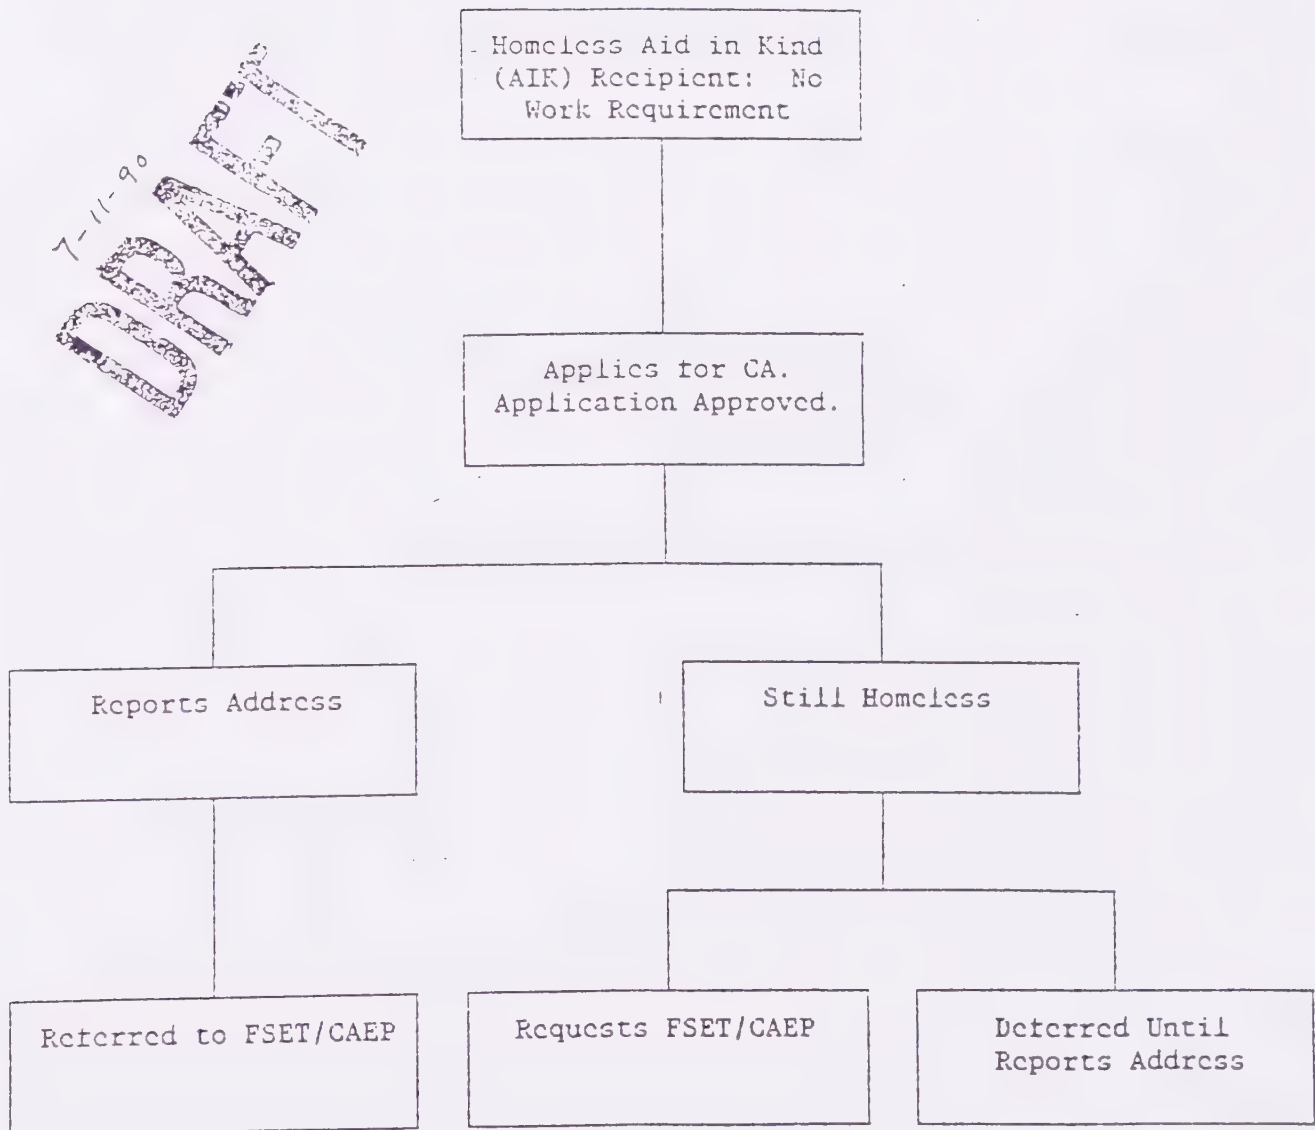 Homeless Aid in Kind
(AIK) Recipient: No
Work Requirement
7-11-90
DRAFT
Applies for CA.
Application Approved.
Reports Address
Still Homeless
Referred to FSET/CAEP
Requests FSET/CAEP
Deferred Until
Reports Address